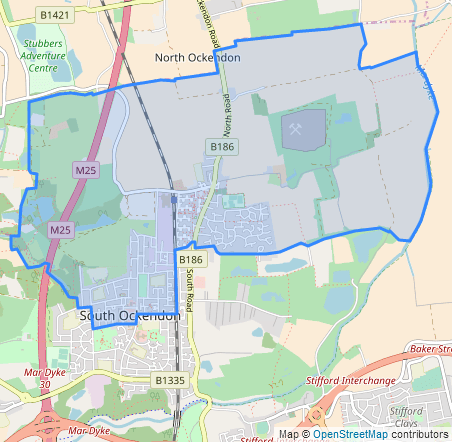 B1421
Stubbers
Adventure
Centre
North Ockendon
Ockendon Road
Mar Dyke
North Road
B186
M25
M25
B186
South Road
South Ockendon
Mar Dyke
30
B1335
Baker Stre
Stifford Interchange
Stifford
Clays
Mar Dyke
Stifford
Map © OpenStreetMap contributors